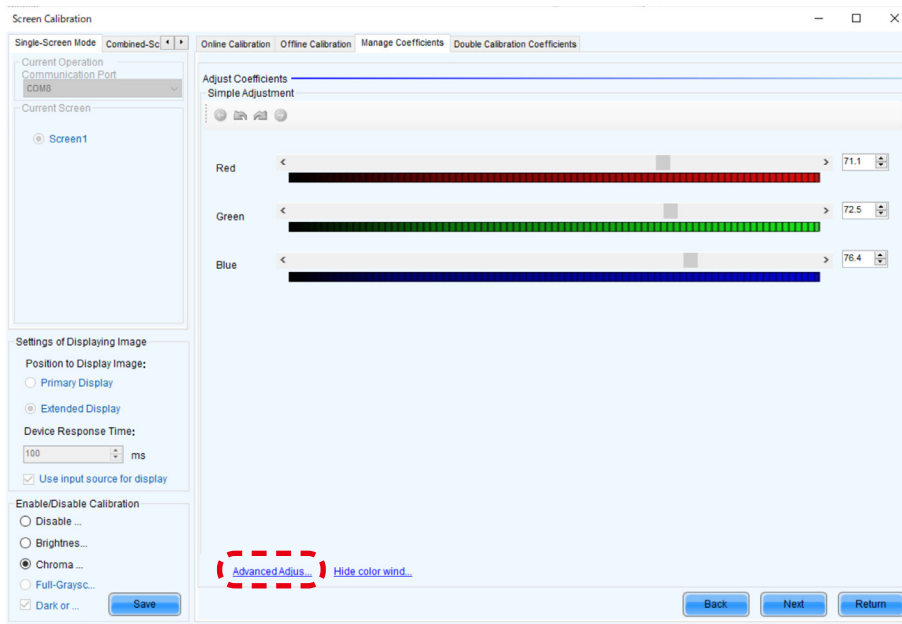 Screen Calibration
Single-Screen Mode Combined-Sc
Current Operation
Communication Port
COM8
Current Screen
Screen1
Settings of Displaying Image
Position to Display Image:
Primary Display
Extended Display
Device Response Time:
100 ms
Use input source for display
Enable/Disable Calibration
Disable ...
Brightnes...
Chroma ...
Full-Graysc...
Dark or ... Save
Online Calibration Offline Calibration Manage Coefficients Double Calibration Coefficients
Adjust Coefficients
Simple Adjustment
Red 71.1
Green 72.5
Blue 76.4
Advanced Adjus... Hide color wind...
Back Next Return